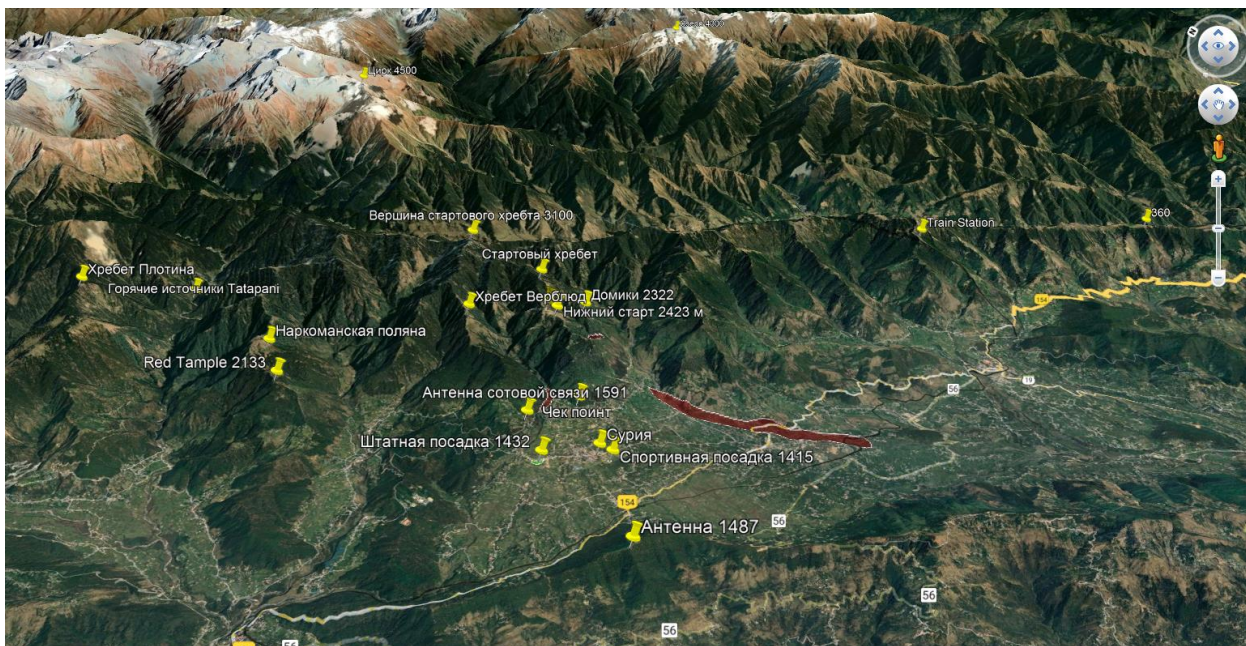 4300
Цирк 4500
Вершина стартового хребта 3100
Train Station
360
Стартовый хребет
Хребет Плотина
Горячие источники Tatapani
Хребет Верблюд
Домики 2322
Нижний старт 2423 м
154
Наркоманская поляна
Red Tample 2133
19
56
Антенна сотовой связи 1591
Чек поинт
Штатная посадка 1432
Сурия
Спортивная посадка 1415
154
Антенна 1487
56
56
56
56